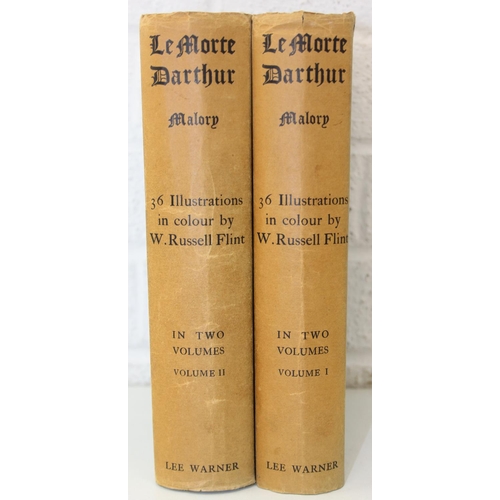 Le Morte
Darthur
Malory
36 Illustrations
in colour by
W. Russell Flint
IN TWO
VOLUMES
VOLUME II
LEE WARNER
Le Morte
Darthur
Malory
36 Illustrations
in colour by
W. Russell Flint
IN TWO
VOLUMES
VOLUME I
LEE WARNER